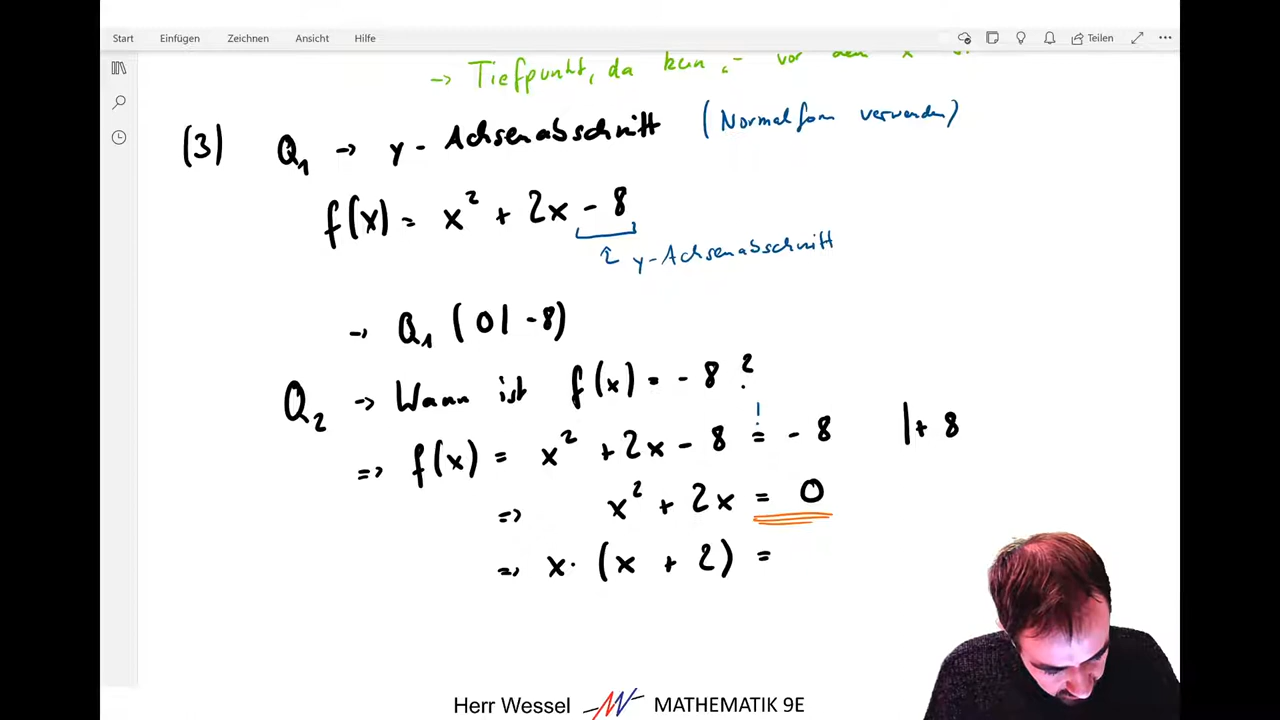 Start Einfügen Zeichnen Ansicht Hilfe Teilen
→ Tiefpunkt, da kein „- vor dem x
(3) Q₁ → y-Achsenabschnitt (Normalform verwenden)
f(x) = x² + 2x - 8
↑ y-Achsenabschnitt
→ Q₁ (0| -8)
Q₂ → Wann ist f(x) = - 8 ?
!
=> f(x) = x² + 2x - 8 = - 8 |+ 8
=> x² + 2x = 0
=> x· (x + 2) =
Herr Wessel MATHEMATIK 9E